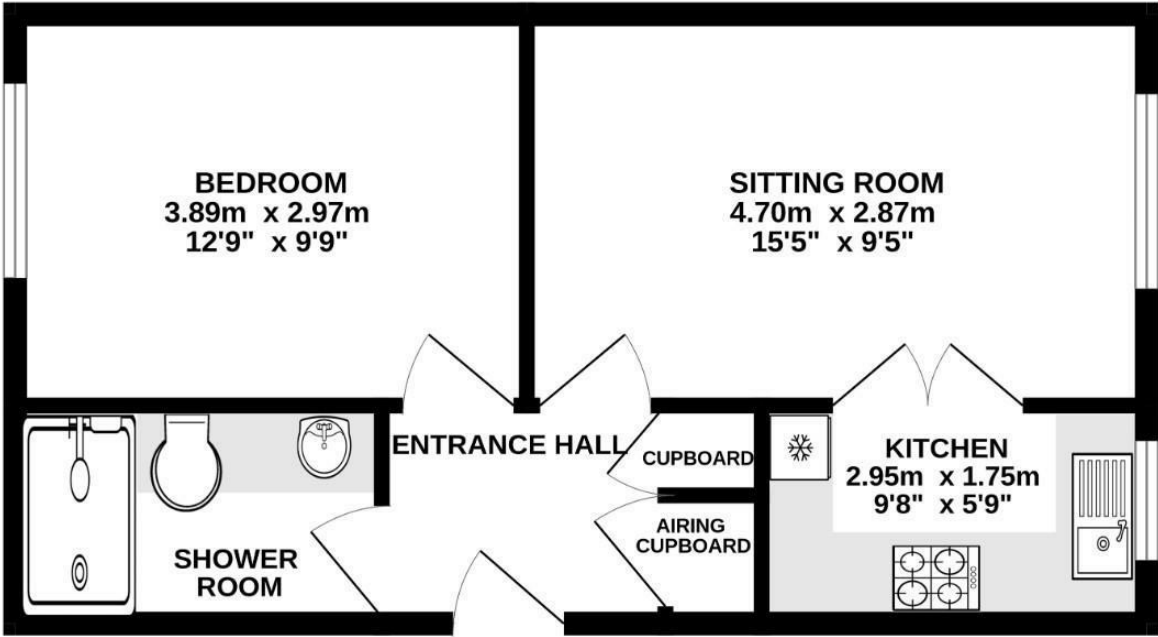 BEDROOM
3.89m x 2.97m
12'9" x 9'9"
SITTING ROOM
4.70m x 2.87m
15'5" x 9'5"
ENTRANCE HALL
CUPBOARD
AIRING
CUPBOARD
KITCHEN
2.95m x 1.75m
9'8" x 5'9"
SHOWER
ROOM